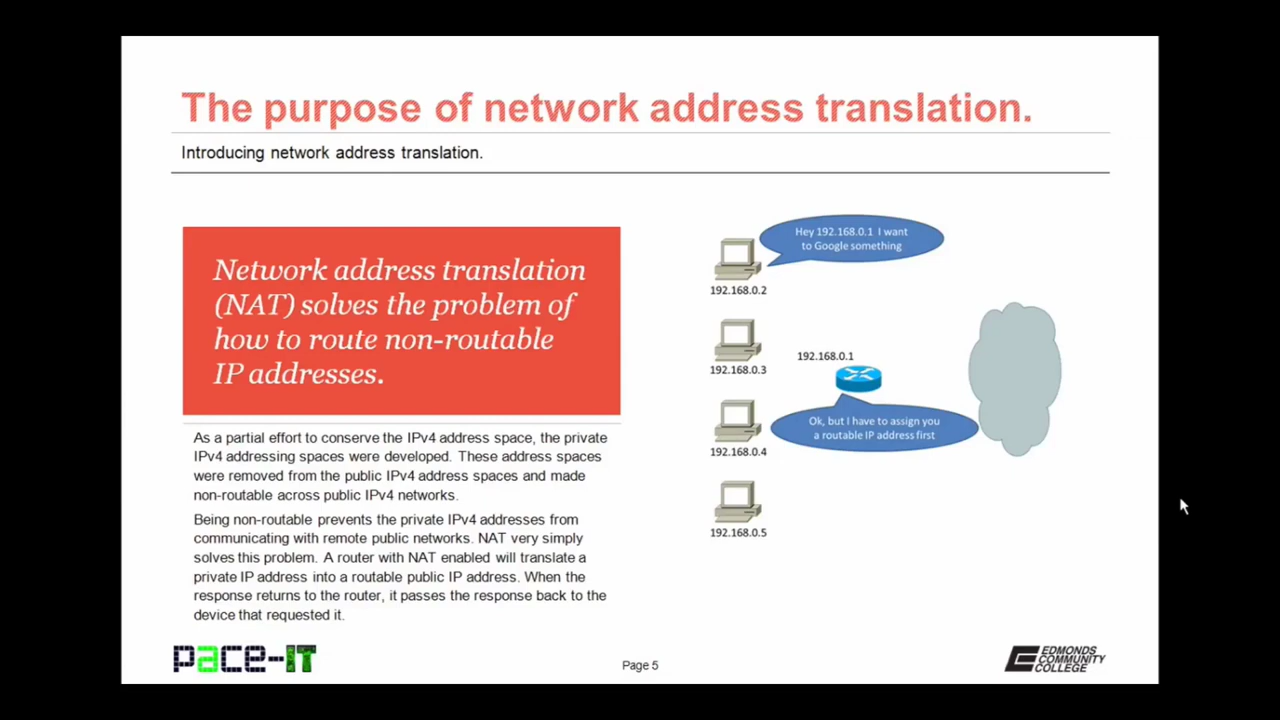 The purpose of network address translation.
Introducing network address translation.
Network address translation
(NAT) solves the problem of
how to route non-routable
IP addresses.
As a partial effort to conserve the IPv4 address space, the private
IPv4 addressing spaces were developed. These address spaces
were removed from the public IPv4 address spaces and made
non-routable across public IPv4 networks.
Being non-routable prevents the private IPv4 addresses from
communicating with remote public networks. NAT very simply
solves this problem. A router with NAT enabled will translate a
private IP address into a routable public IP address. When the
response returns to the router, it passes the response back to the
device that requested it.
Hey 192.168.0.1 I want
to Google something
192.168.0.2
192.168.0.3
192.168.0.1
Ok, but I have to assign you
a routable IP address first
192.168.0.4
192.168.0.5
pace-IT
Page 5
EDMONDS
COMMUNITY
COLLEGE